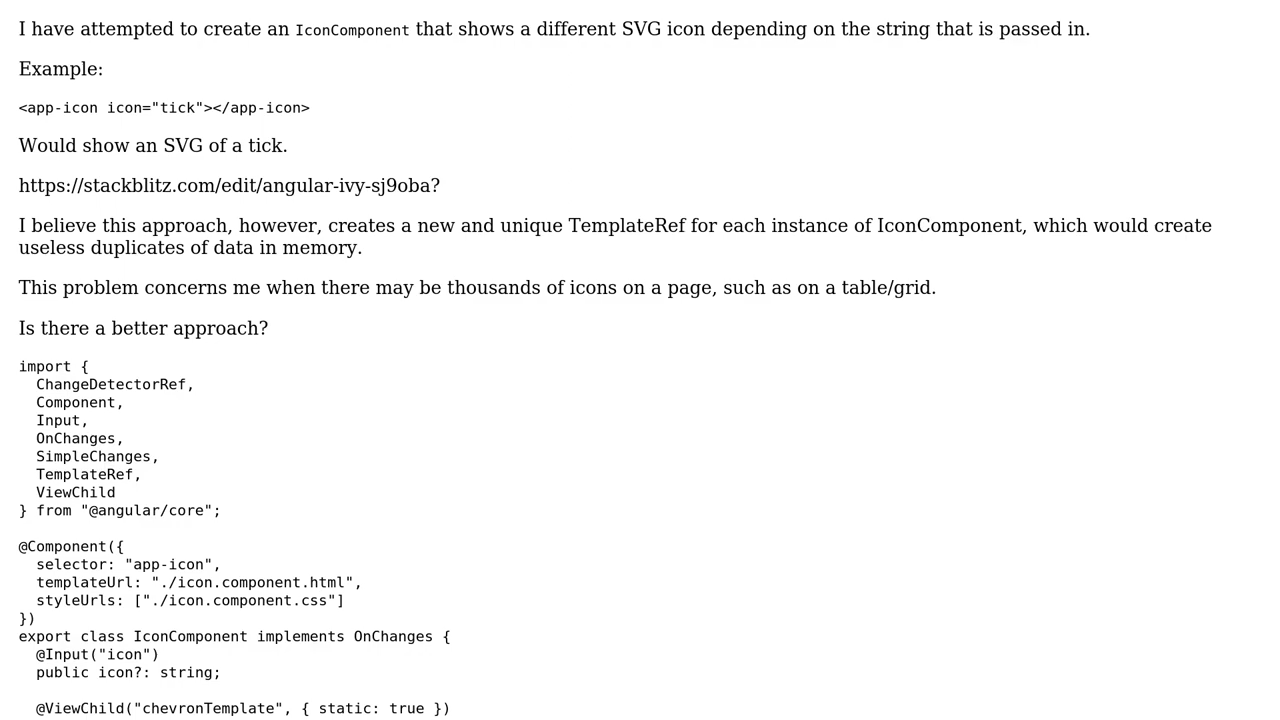 I have attempted to create an IconComponent that shows a different SVG icon depending on the string that is passed in.
Example:
<app-icon icon="tick"></app-icon>
Would show an SVG of a tick.
https://stackblitz.com/edit/angular-ivy-sj9oba?
I believe this approach, however, creates a new and unique TemplateRef for each instance of IconComponent, which would create
useless duplicates of data in memory.
This problem concerns me when there may be thousands of icons on a page, such as on a table/grid.
Is there a better approach?
import {
  ChangeDetectorRef,
  Component,
  Input,
  OnChanges,
  SimpleChanges,
  TemplateRef,
  ViewChild
} from "@angular/core";
@Component({
  selector: "app-icon",
  templateUrl: "./icon.component.html",
  styleUrls: ["./icon.component.css"]
})
export class IconComponent implements OnChanges {
  @Input("icon")
  public icon?: string;
  @ViewChild("chevronTemplate", { static: true })